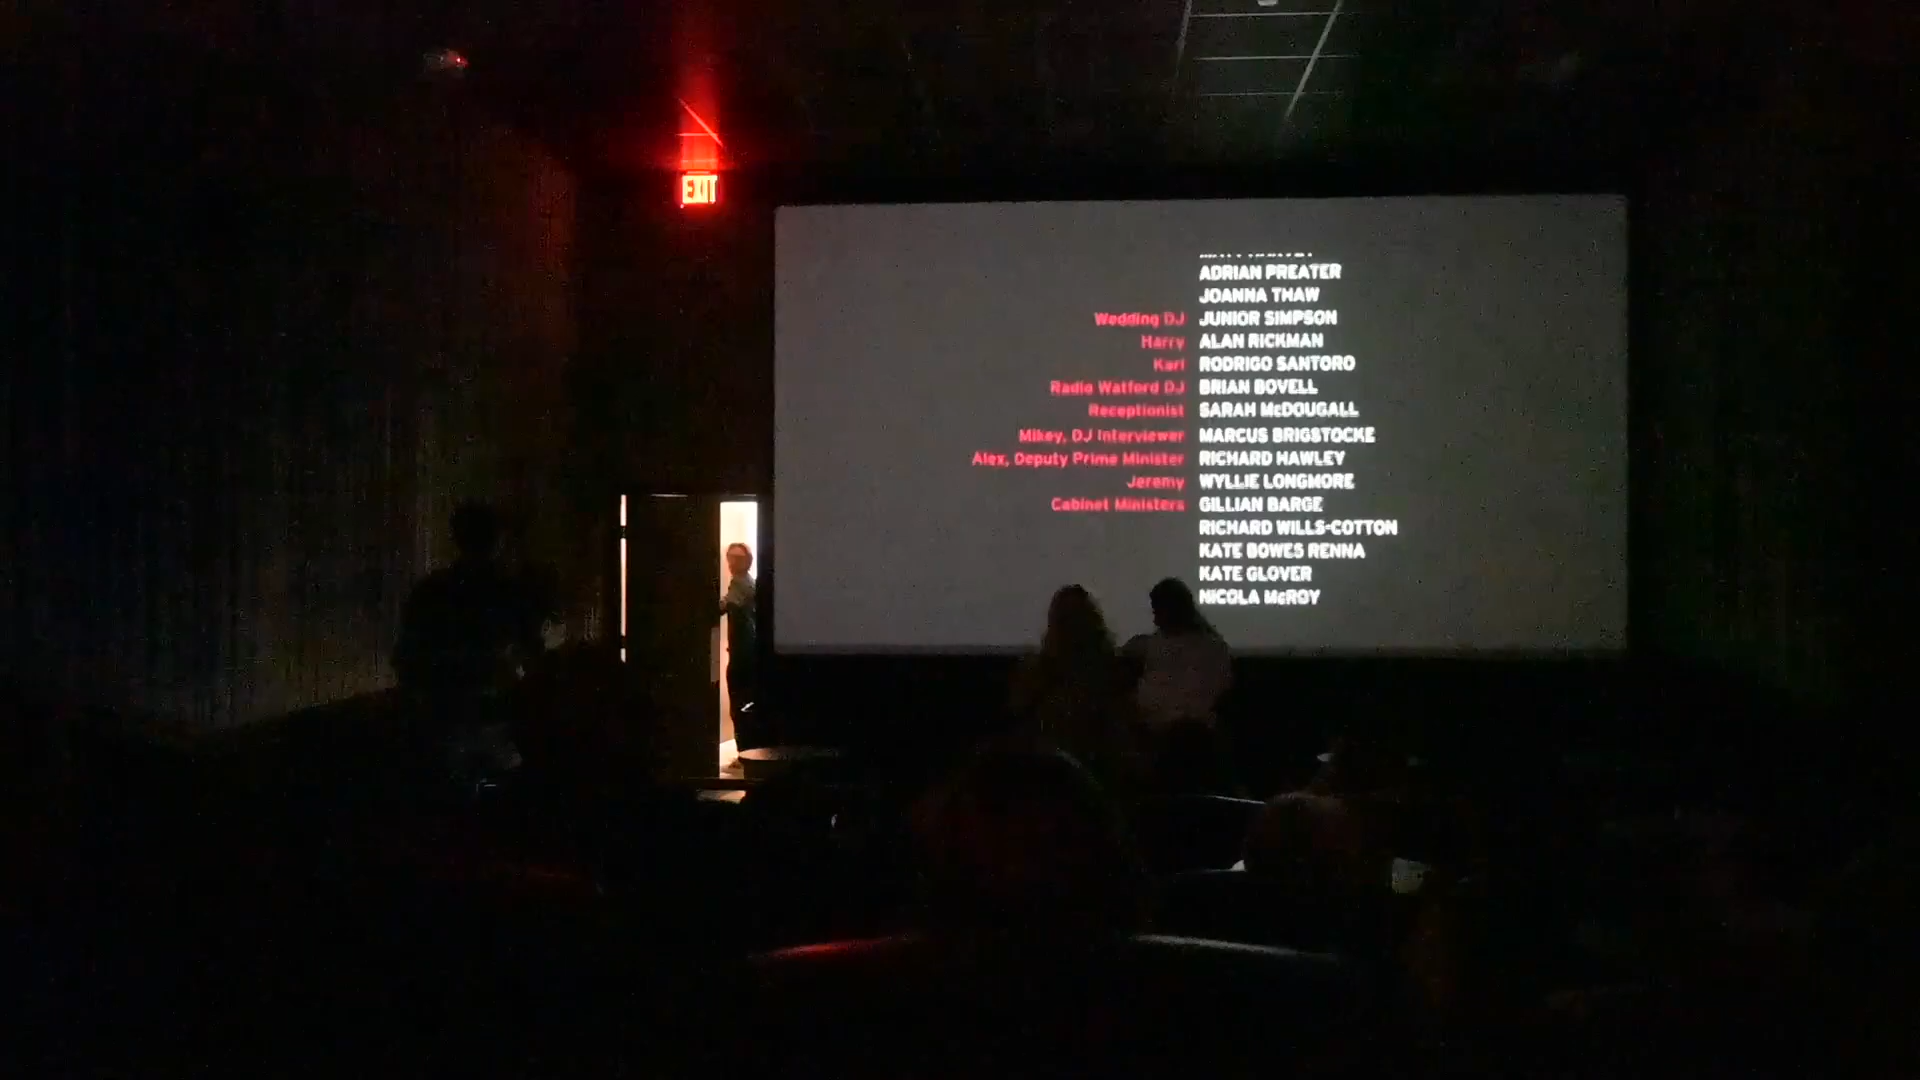 EXIT
ADRIAN PREATER
JOANNA THAW
Wedding DJ JUNIOR SIMPSON
Harry ALAN RICKMAN
Karl RODRIGO SANTORO
Radio Watford DJ BRIAN BOVELL
Receptionist SARAH McDOUGALL
Mikey, DJ Interviewer MARCUS BRIGSTOCKE
Alex, Deputy Prime Minister RICHARD HAWLEY
Jeremy WYLLIE LONGMORE
Cabinet Ministers GILLIAN BARGE
RICHARD WILLS-COTTON
KATE BOWES RENNA
KATE GLOVER
NICOLA McROY